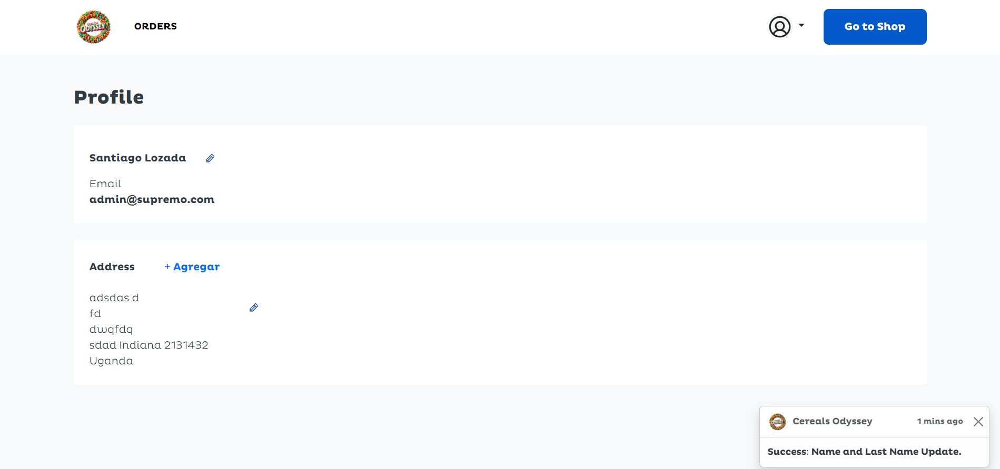 ODYSSEY
ORDERS
Go to Shop
Profile
Santiago Lozada
Email
admin@supremo.com
Address + Agregar
adsdas d
fd
dwqfdq
sdad Indiana 2131432
Uganda
Cereals Odyssey 1 mins ago
Success: Name and Last Name Update.